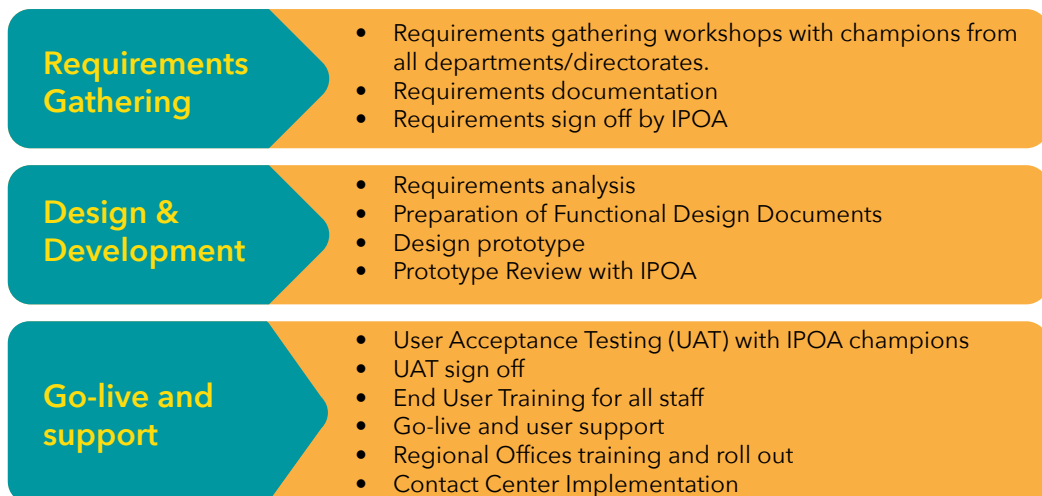 Requirements
Gathering
• Requirements gathering workshops with champions from
all departments/directorates.
• Requirements documentation
• Requirements sign off by IPOA
Design &
Development
• Requirements analysis
• Preparation of Functional Design Documents
• Design prototype
• Prototype Review with IPOA
Go-live and
support
• User Acceptance Testing (UAT) with IPOA champions
• UAT sign off
• End User Training for all staff
• Go-live and user support
• Regional Offices training and roll out
• Contact Center Implementation